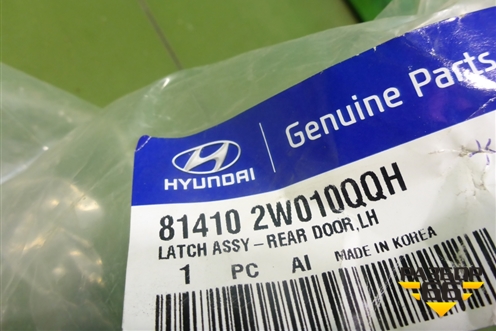 HYUNDAI
Genuine Parts
81410 2W010QQH
LATCH ASSY-REAR DOOR,LH
1 PC AI MADE IN KOREA